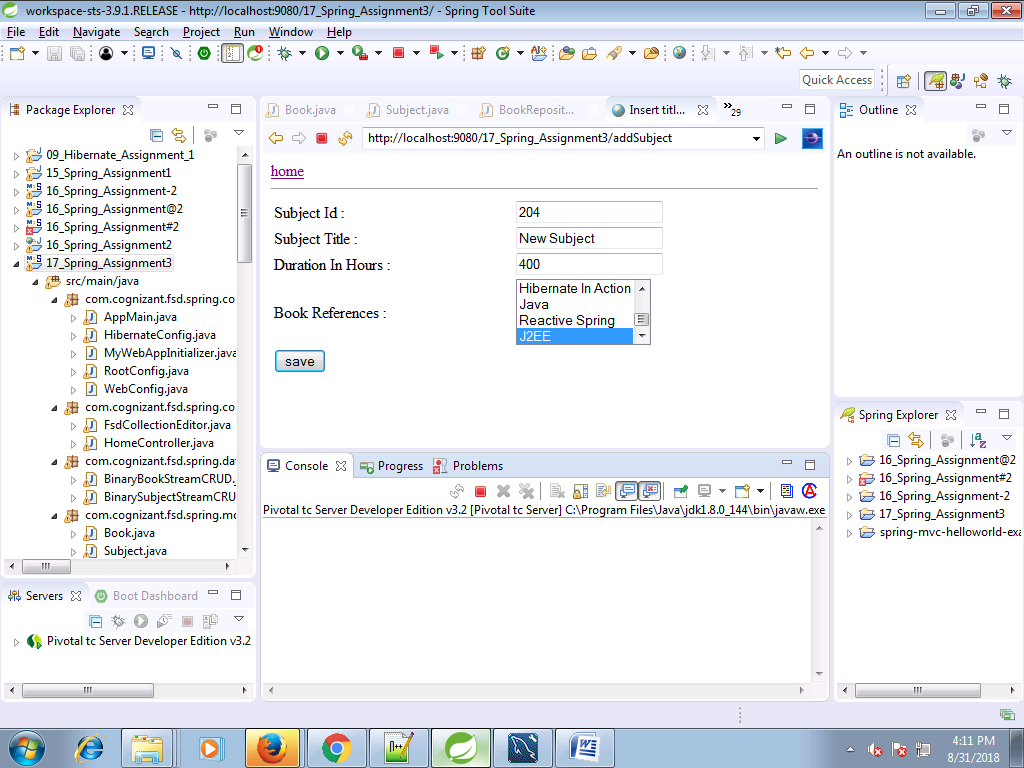 workspace-sts-3.9.1.RELEASE - http://localhost:9080/17_Spring_Assignment3/ - Spring Tool Suite
File Edit Navigate Search Project Run Window Help
Quick Access
Package Explorer
09_Hibernate_Assignment_1
15_Spring_Assignment1
16_Spring_Assignment-2
16_Spring_Assignment@2
16_Spring_Assignment#2
16_Spring_Assignment2
17_Spring_Assignment3
src/main/java
com.cognizant.fsd.spring.co
AppMain.java
HibernateConfig.java
MyWebAppInitializer.java
RootConfig.java
WebConfig.java
com.cognizant.fsd.spring.co
FsdCollectionEditor.java
HomeController.java
com.cognizant.fsd.spring.da
BinaryBookStreamCRUD.
BinarySubjectStreamCRU
com.cognizant.fsd.spring.mo
Book.java
Subject.java
Servers Boot Dashboard
Pivotal tc Server Developer Edition v3.2
Book.java Subject.java BookReposit... Insert titl... »29
http://localhost:9080/17_Spring_Assignment3/addSubject
home
Subject Id : 204
Subject Title : New Subject
Duration In Hours : 400
Book References :
Hibernate In Action
Java
Reactive Spring
J2EE
save
Console Progress Problems
Pivotal tc Server Developer Edition v3.2 [Pivotal tc Server] C:\Program Files\Java\jdk1.8.0_144\bin\javaw.exe
Outline
An outline is not available.
Spring Explorer
16_Spring_Assignment@2
16_Spring_Assignment#2
16_Spring_Assignment-2
17_Spring_Assignment3
spring-mvc-helloworld-exa
4:11 PM
8/31/2018